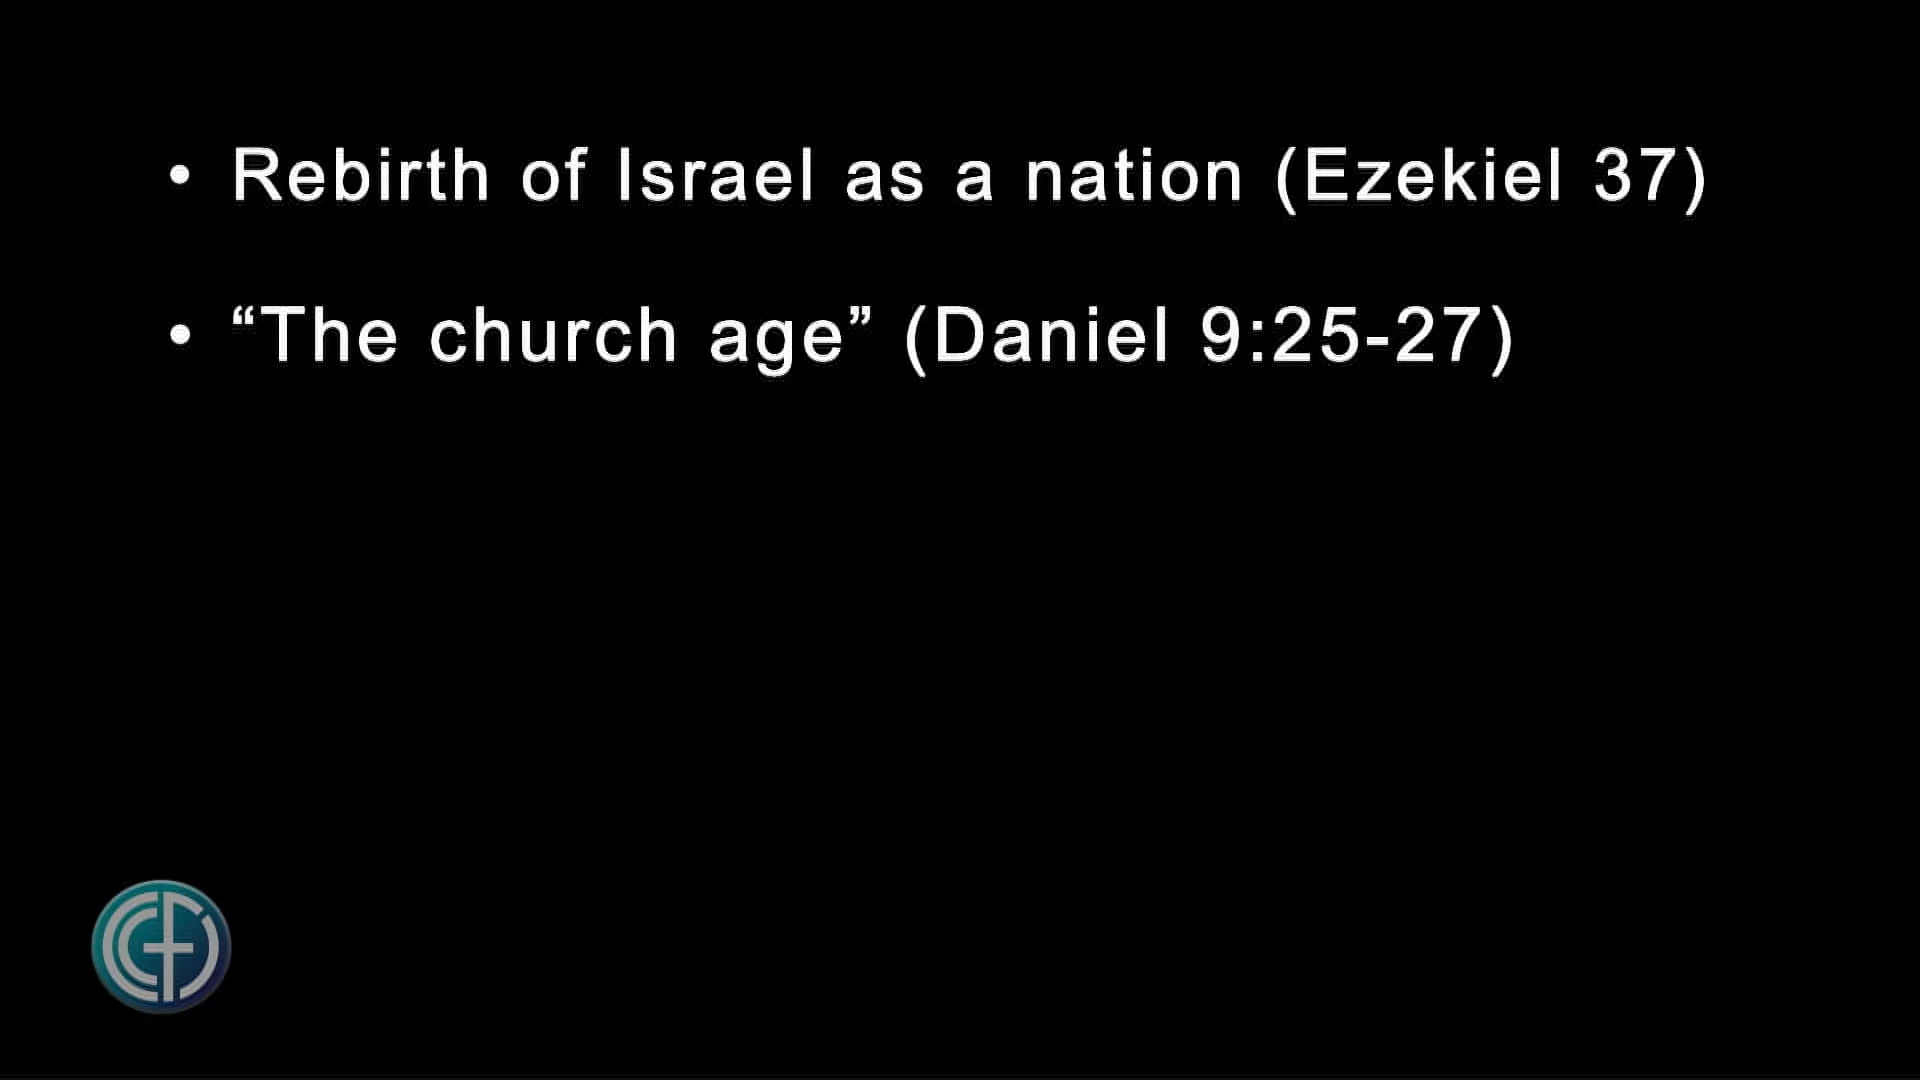 • Rebirth of Israel as a nation (Ezekiel 37)
• “The church age” (Daniel 9:25-27)